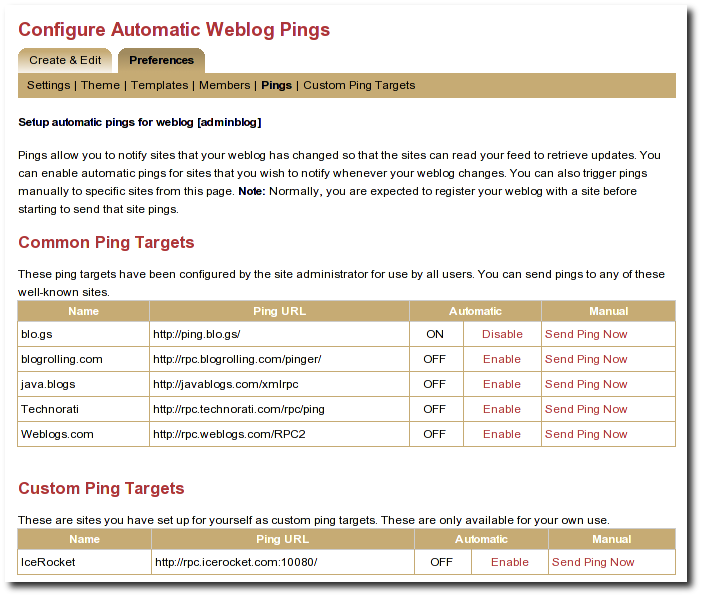 Configure Automatic Weblog Pings
Create & Edit Preferences
Settings | Theme | Templates | Members | Pings | Custom Ping Targets
Setup automatic pings for weblog [adminblog]
Pings allow you to notify sites that your weblog has changed so that the sites can read your feed to retrieve updates. You
can enable automatic pings for sites that you wish to notify whenever your weblog changes. You can also trigger pings
manually to specific sites from this page. Note: Normally, you are expected to register your weblog with a site before
starting to send that site pings.
Common Ping Targets
These ping targets have been configured by the site administrator for use by all users. You can send pings to any of these
well-known sites.
Name Ping URL Automatic Manual
blo.gs http://ping.blo.gs/ ON Disable Send Ping Now
blogrolling.com http://rpc.blogrolling.com/pinger/ OFF Enable Send Ping Now
java.blogs http://javablogs.com/xmlrpc OFF Enable Send Ping Now
Technorati http://rpc.technorati.com/rpc/ping OFF Enable Send Ping Now
Weblogs.com http://rpc.weblogs.com/RPC2 OFF Enable Send Ping Now
Custom Ping Targets
These are sites you have set up for yourself as custom ping targets. These are only available for your own use.
Name Ping URL Automatic Manual
IceRocket http://rpc.icerocket.com:10080/ OFF Enable Send Ping Now